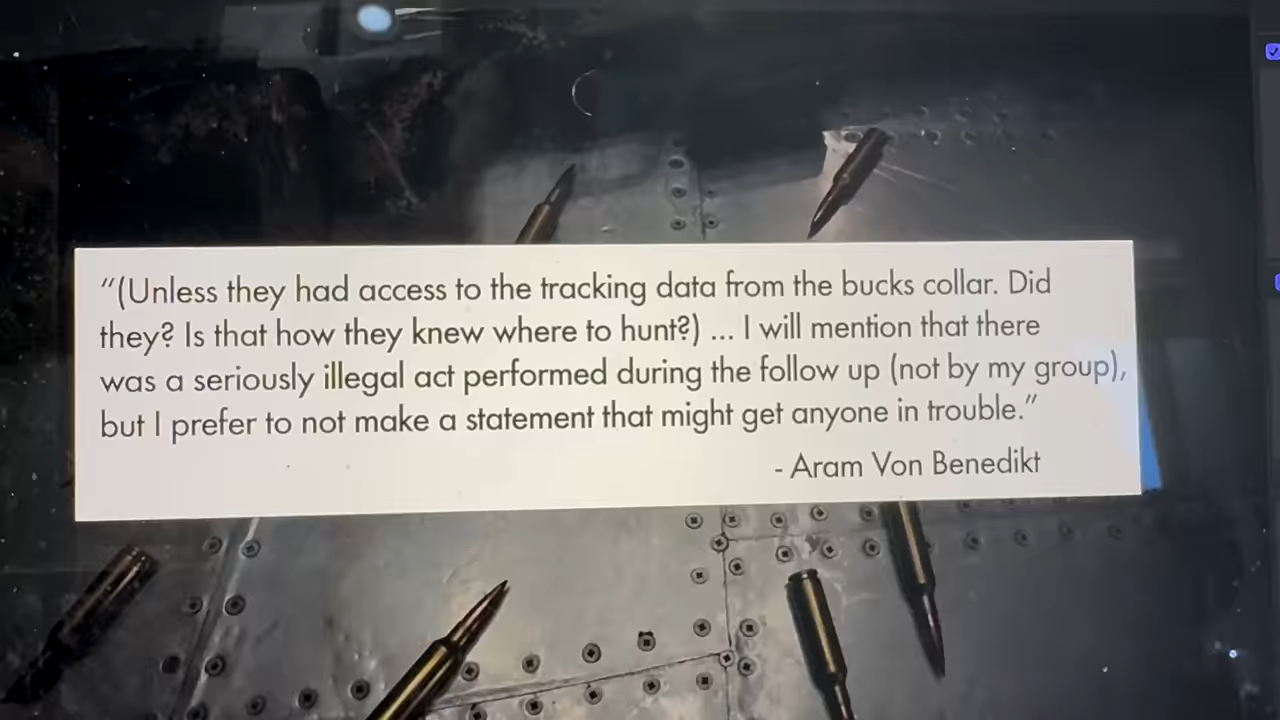 “(Unless they had access to the tracking data from the bucks collar. Did
they? Is that how they knew where to hunt?) ... I will mention that there
was a seriously illegal act performed during the follow up (not by my group),
but I prefer to not make a statement that might get anyone in trouble.”
- Aram Von Benedikt